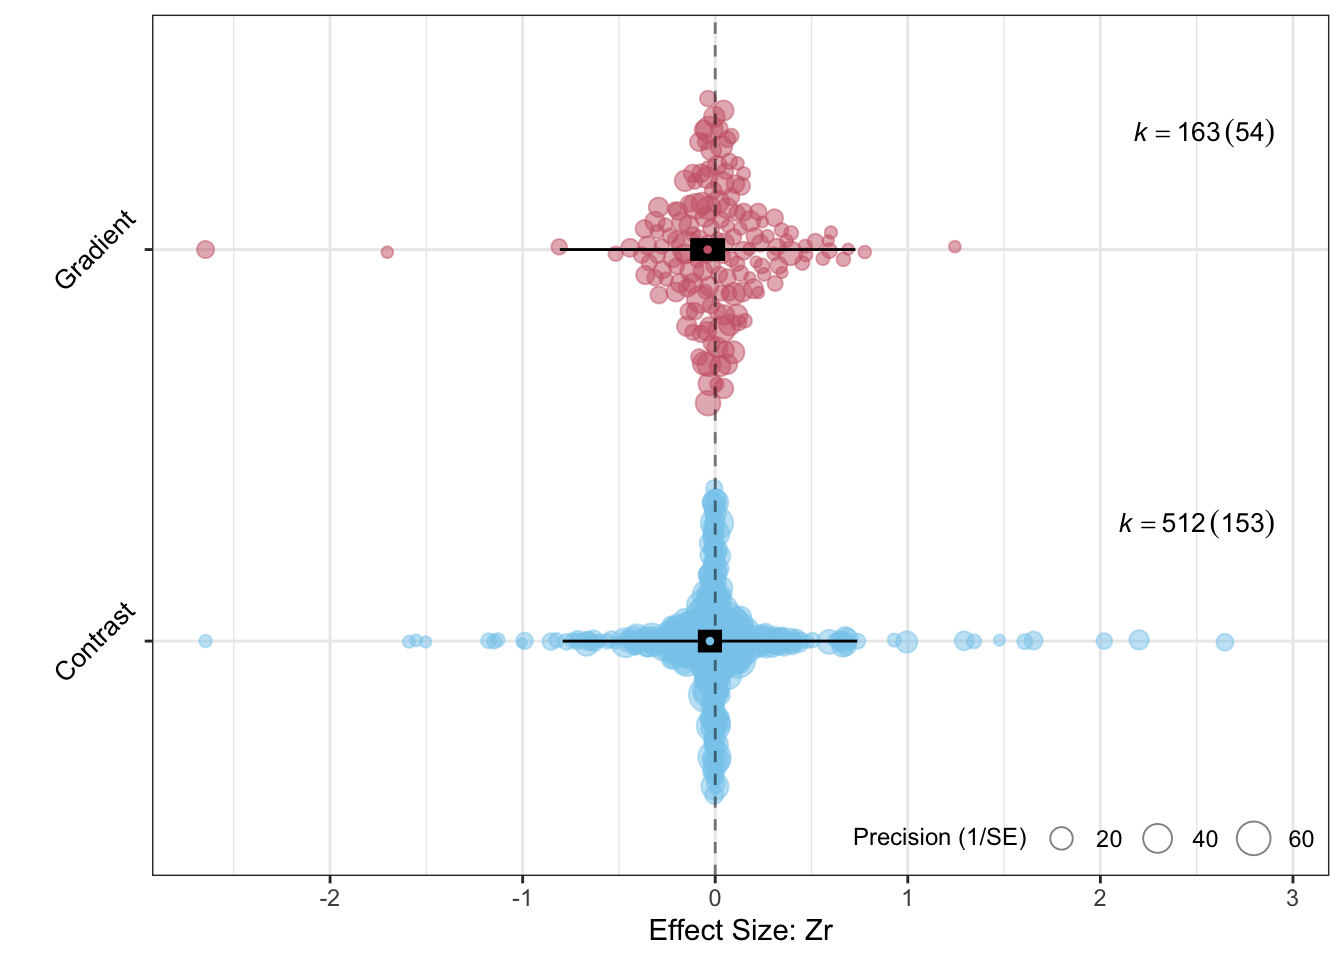 k = 163 (54)
Gradient
k = 512 (153)
Contrast
Precision (1/SE) 20 40 60
-2 -1 0 1 2 3
Effect Size: Zr